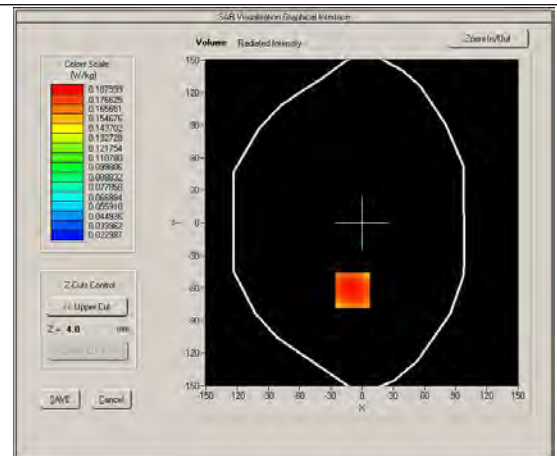 SAR Visualisation Graphical Interface
Volume Radiated Intensity
Zoom In/Out
Colors Scale
(W/kg)
0.187599
0.176625
0.165651
0.154676
0.143702
0.132728
0.121754
0.110780
0.099806
0.088832
0.077858
0.066884
0.055910
0.044936
0.033962
0.022987
150
120
90
60
30
Y 0
-30
-60
-90
-120
-150
-150 -120 -90 -60 -30 0 30 60 90 120 150
X
Z-Cuts Control
<< Upper Cut
Z = 4.0 mm
SAVE Cancel